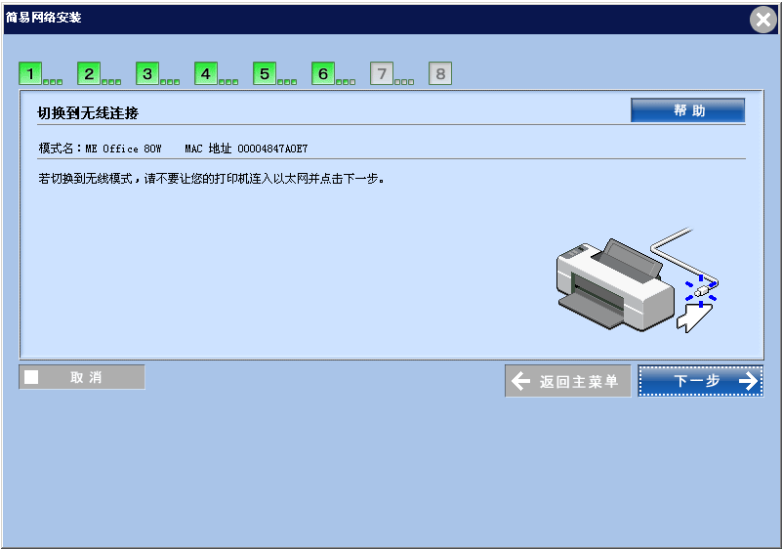 简易网络安装
1 2 3 4 5 6 7 8
切换到无线连接
帮助
模式名：ME Office 80W MAC 地址 00004847A0E7
若切换到无线模式，请不要让您的打印机连入以太网并点击下一步。
取消
返回主菜单
下一步